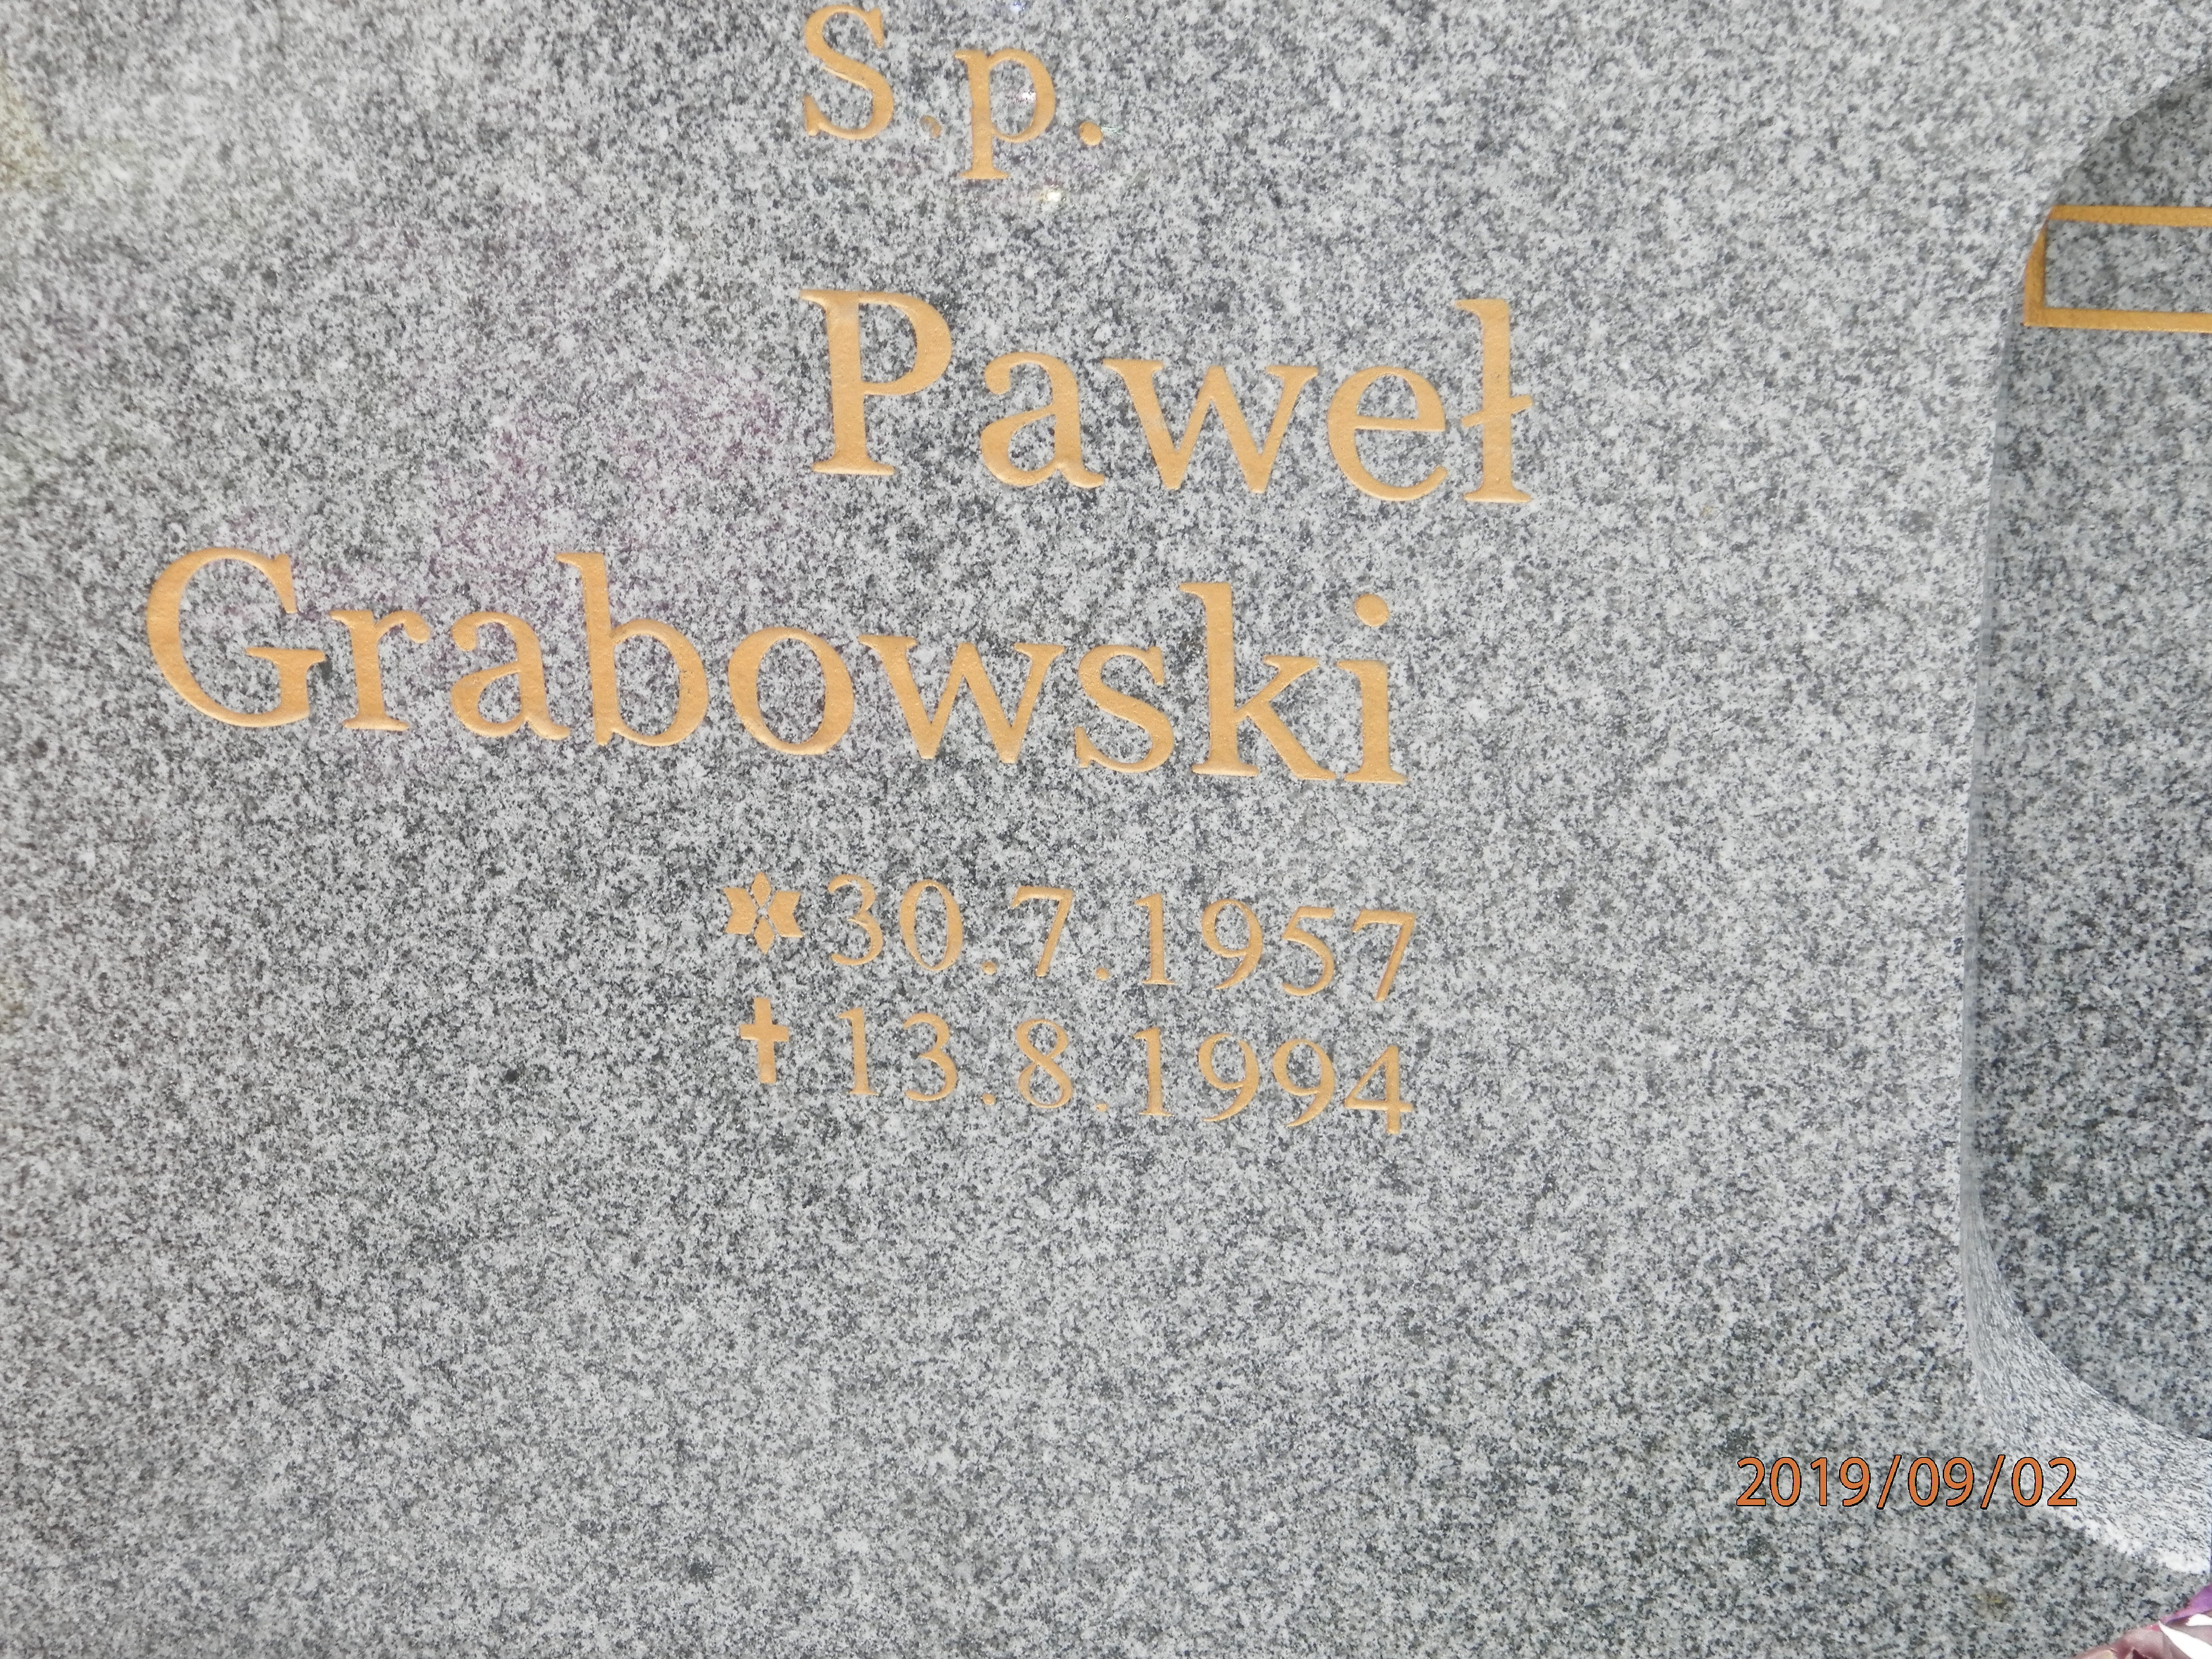 S.p.
Paweł
Grabowski
30.7.1957
✝ 13.8.1994
2019/09/02